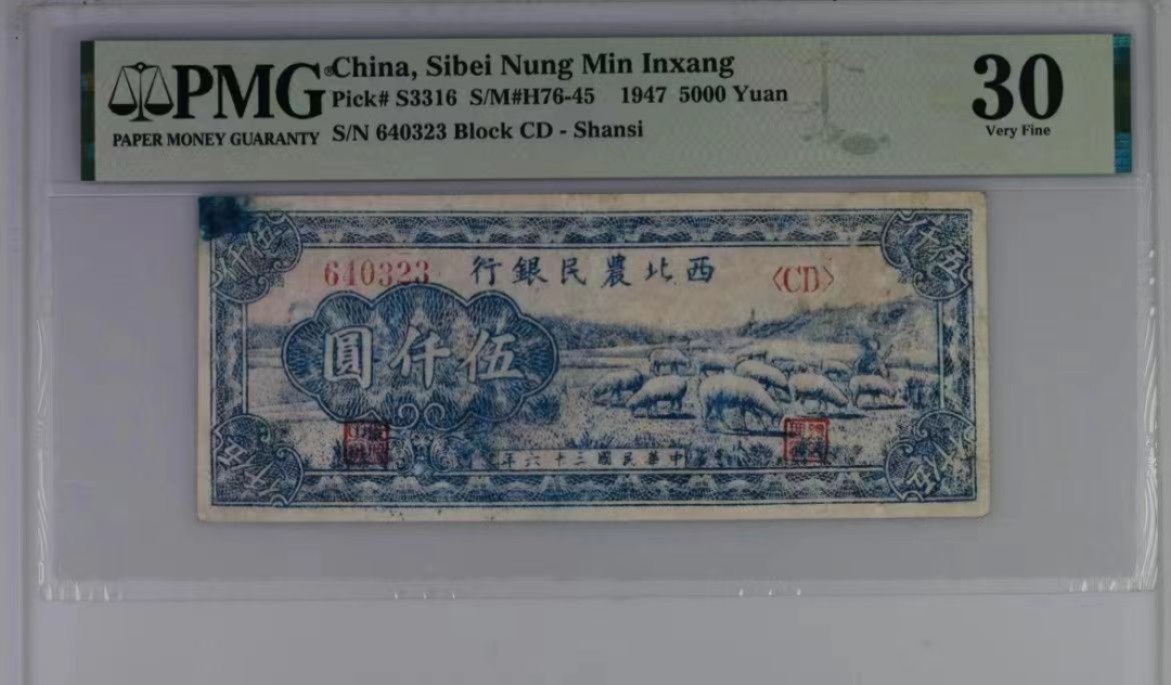 PMG®
PAPER MONEY GUARANTY
China, Sibei Nung Min Inxang
Pick# S3316 S/M#H76-45 1947 5000 Yuan
S/N 640323 Block CD - Shansi
30
Very Fine
640323
行銀民農北西
〈CD〉
圓仟伍
仟伍
年六十三國民華中